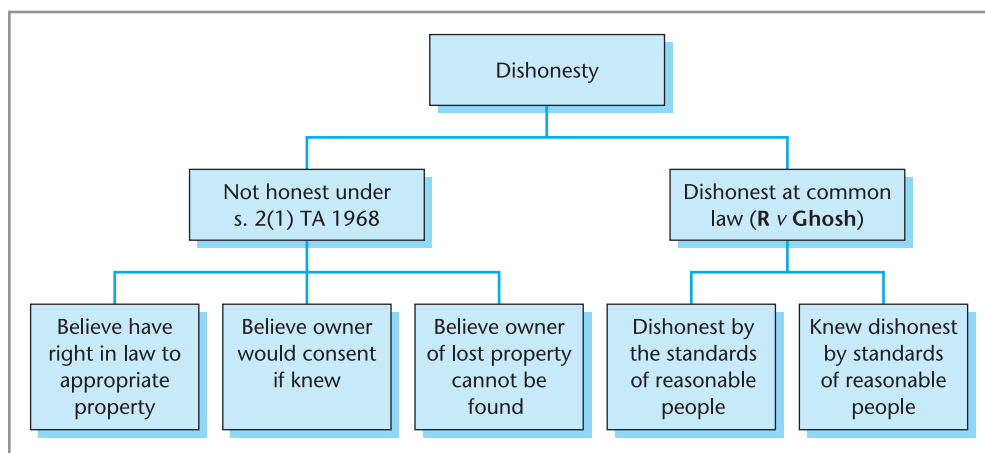 Dishonesty
Not honest under
s. 2(1) TA 1968
Dishonest at common
law (R v Ghosh)
Believe have
right in law to
appropriate
property
Believe owner
would consent
if knew
Believe owner
of lost property
cannot be
found
Dishonest by
the standards
of reasonable
people
Knew dishonest
by standards
of reasonable
people